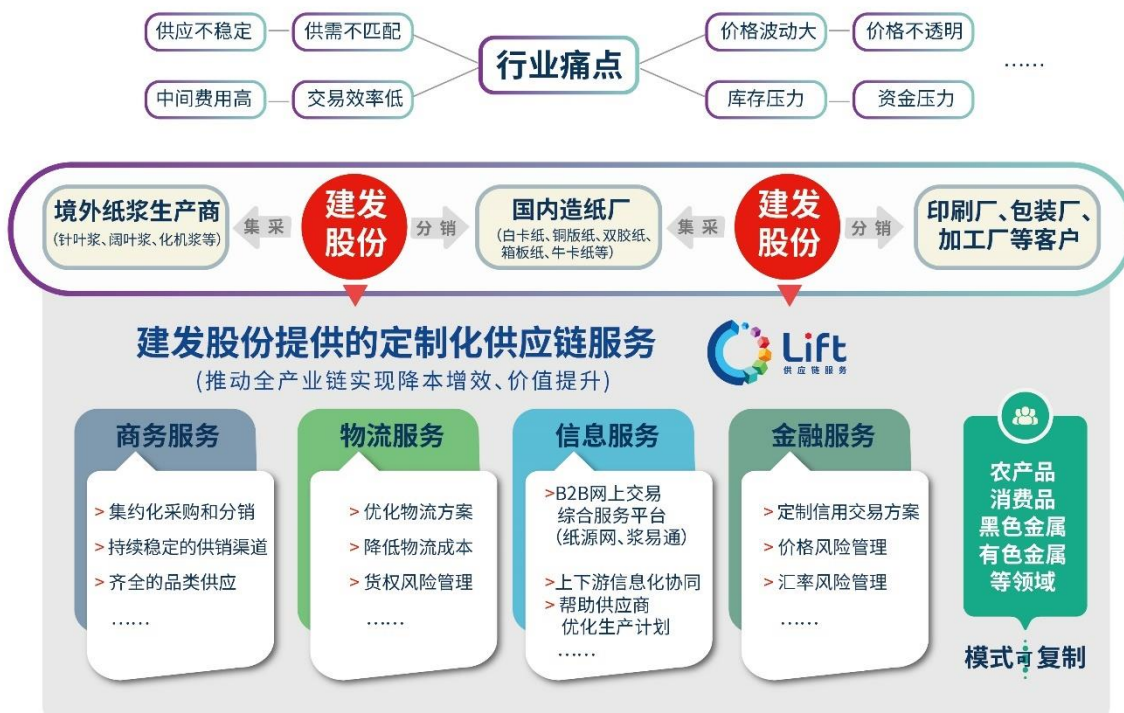 供应不稳定
供需不匹配
价格波动大
价格不透明
行业痛点
……
中间费用高
交易效率低
库存压力
资金压力
境外纸浆生产商
(针叶浆、阔叶浆、化机浆等)
集采
建发
股份
分销
国内造纸厂
(白卡纸、铜版纸、双胶纸、
箱板纸、牛卡纸等)
集采
建发
股份
分销
印刷厂、包装厂、
加工厂等客户
建发股份提供的定制化供应链服务
(推动全产业链实现降本增效、价值提升)
Lift
供应链服务
商务服务
> 集约化采购和分销
> 持续稳定的供销渠道
> 齐全的品类供应
……
物流服务
> 优化物流方案
> 降低物流成本
> 货权风险管理
……
信息服务
>B2B网上交易
综合服务平台
(纸源网、浆易通)
>上下游信息化协同
> 帮助供应商
优化生产计划
……
金融服务
> 定制信用交易方案
> 价格风险管理
> 汇率风险管理
……
农产品
消费品
黑色金属
有色金属
等领域
模式可复制